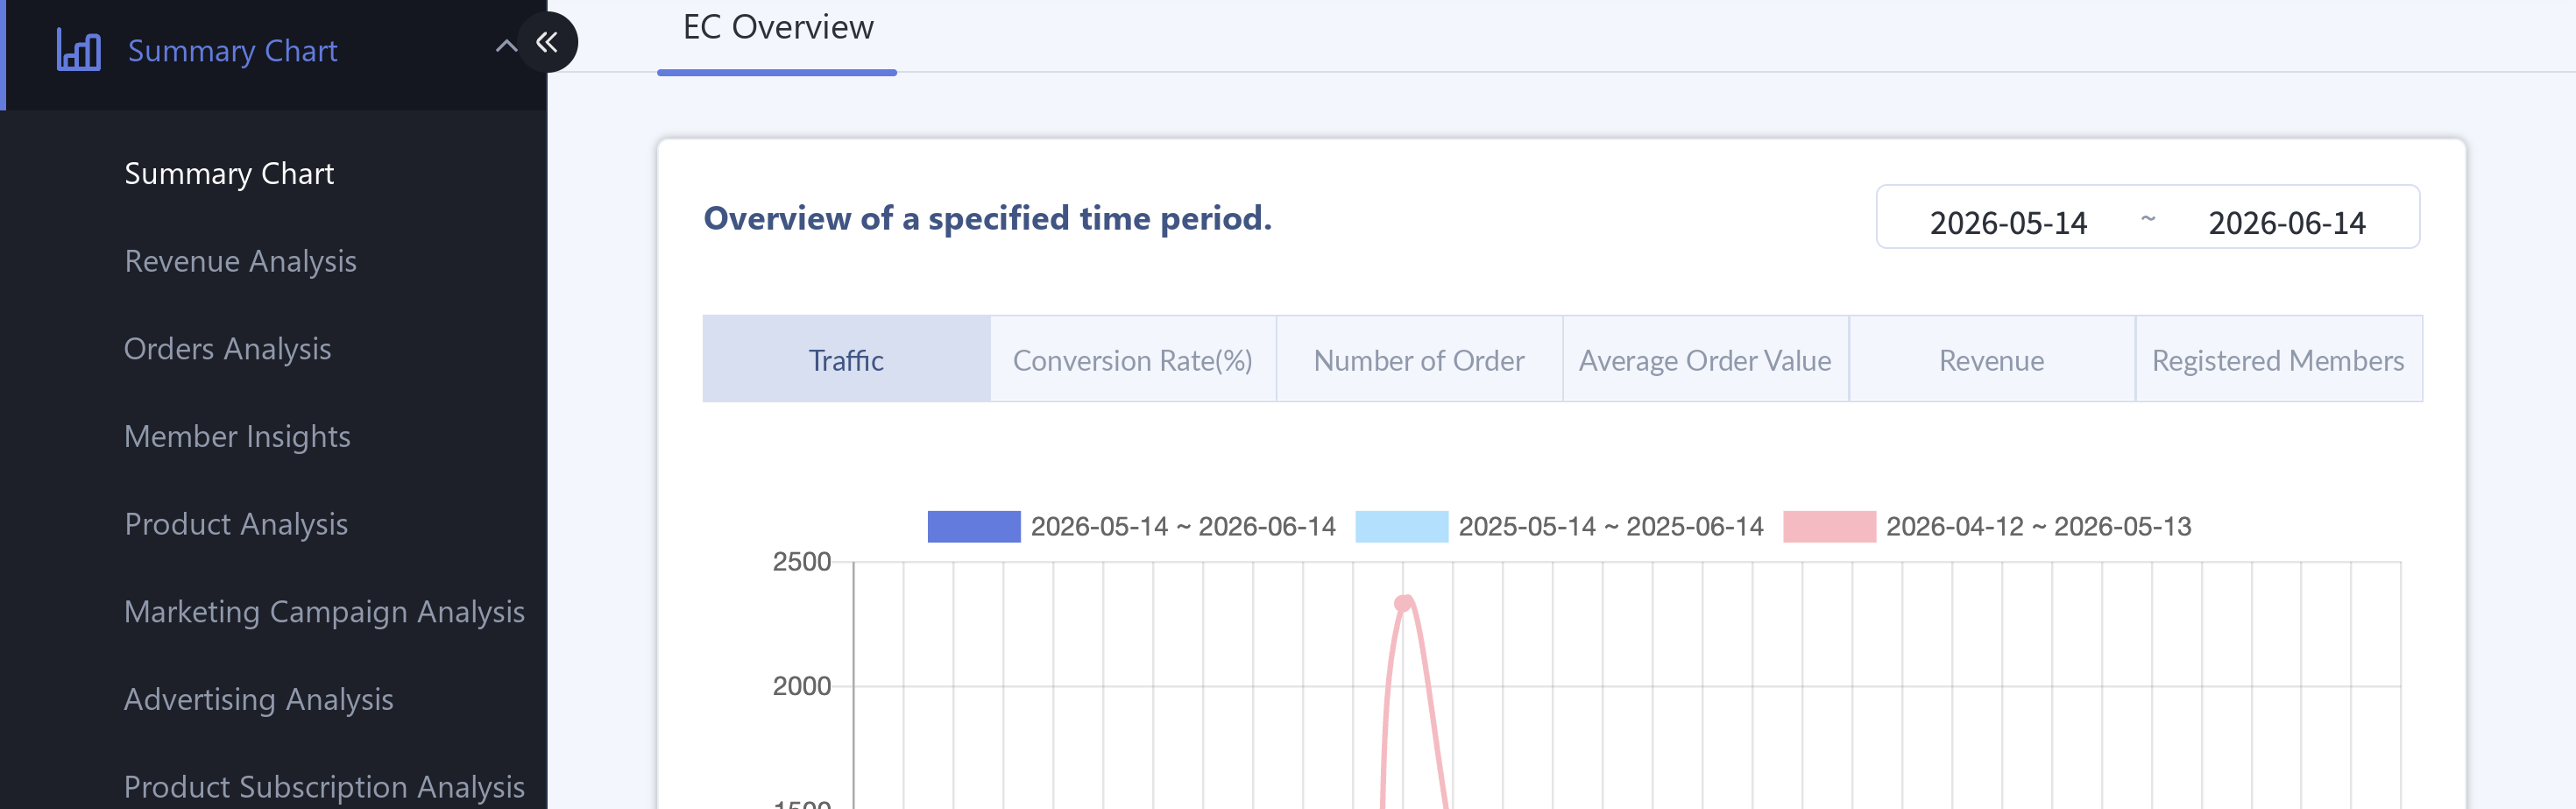 Summary Chart
Summary Chart
Revenue Analysis
Orders Analysis
Member Insights
Product Analysis
Marketing Campaign Analysis
Advertising Analysis
Product Subscription Analysis
EC Overview
Overview of a specified time period.
2026-05-14 ~ 2026-06-14
Traffic Conversion Rate(%) Number of Order Average Order Value Revenue Registered Members
2026-05-14 ~ 2026-06-14 2025-05-14 ~ 2025-06-14 2026-04-12 ~ 2026-05-13
2500
2000
1500